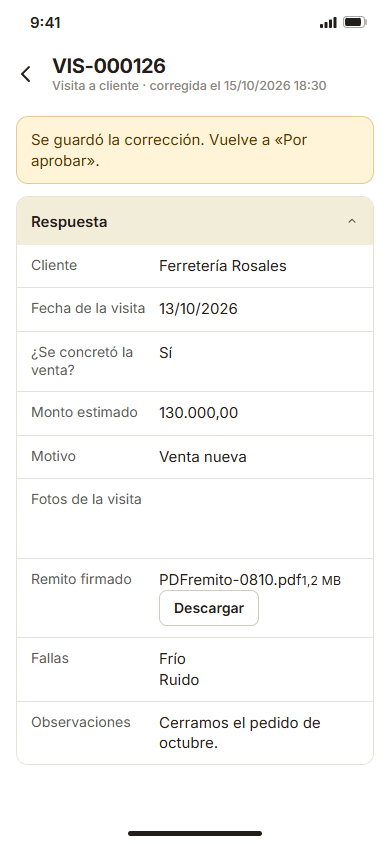 9:41
VIS-000126
Visita a cliente · corregida el 15/10/2026 18:30
Se guardó la corrección. Vuelve a «Por
aprobar».
Respuesta
Cliente
Ferretería Rosales
Fecha de la visita
13/10/2026
¿Se concretó la
venta?
Sí
Monto estimado
130.000,00
Motivo
Venta nueva
Fotos de la visita
Remito firmado
PDFremito-0810.pdf1,2 MB
Descargar
Fallas
Frío
Ruido
Observaciones
Cerramos el pedido de
octubre.